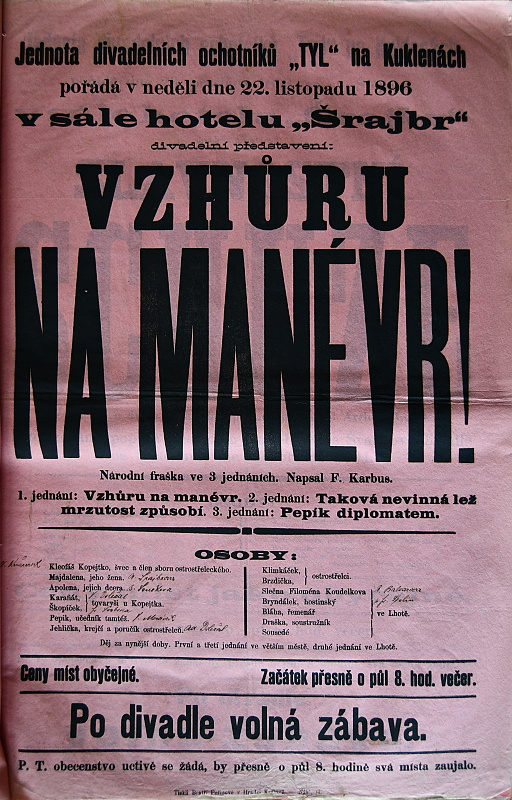 Jednota divadelních ochotníků „TYL“ na Kuklenách
pořádá v neděli dne 22. listopadu 1896
v sále hotelu „Šrajbr“
divadelní představení:
VZHŮRU
NA MANÉVR!
Národní fraška ve 3 jednáních. Napsal F. Karbus.
1. jednání: Vzhůru na manévr. 2. jednání: Taková nevinná lež
mrzutost způsobí. 3. jednání: Pepík diplomatem.
OSOBY:
Kleofáš Kopejtko, švec a člen sboru ostrostřeleckého.
Majdalena, jeho žena.
Apolena, jejich dcera.
Karafiát,
Škopíček,
tovaryši u Kopejtka.
Pepík, učedník tamtéž.
Jehlička, krejčí a poručík ostrostřelců.
Klimkáček,
Brzdička,
ostrostřelci.
Slečna Filoména Koudelkova
Bryndálek, hostinský
Bláha, řemenář
ve Lhotě.
Draška, soustružník
Sousedé
Děj za nynější doby. První a třetí jednání ve větším městě, druhé jednání ve Lhotě.
Ceny míst obyčejné.
Začátek přesně o půl 8. hod. večer.
Po divadle volná zábava.
P. T. obecenstvo uctivě se žádá, by přesně o půl 8. hodině svá místa zaujalo.